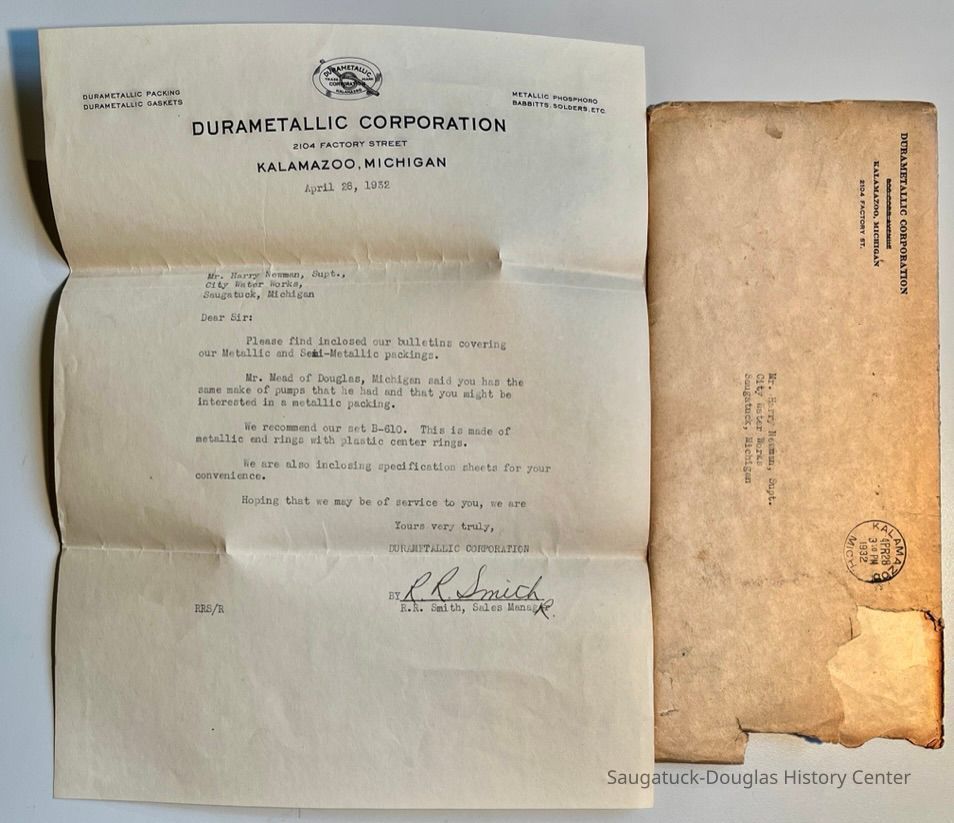 DURAMETALLIC
TRADE MARK
CORPORATION
KALAMAZOO
DURAMETALLIC PACKING
DURAMETALLIC GASKETS
METALLIC PHOSPHORO
BABBITTS, SOLDERS, ETC.
DURAMETALLIC CORPORATION
2104 FACTORY STREET
KALAMAZOO, MICHIGAN
April 28, 1932
Mr. Harry Newman, Supt.,
City Water Works,
Saugatuck, Michigan
Dear Sir:
Please find inclosed our bulletins covering
our Metallic and Semi-Metallic packings.
Mr. Mead of Douglas, Michigan said you has the
same make of pumps that he had and that you might be
interested in a metallic packing.
We recommend our set B-610. This is made of
metallic end rings with plastic center rings.
We are also inclosing specification sheets for your
convenience.
Hoping that we may be of service to you, we are
Yours very truly,
DURAMETALLIC CORPORATION
BY R. R. Smith
R.R. Smith, Sales Manager
R.
RRS/R
DURAMETALLIC CORPORATION
KALAMAZOO, MICHIGAN
2104 FACTORY ST.
Mr. Harry Newman, Supt.
City Water Works
Saugatuck, Michigan
KALAMAZOO
APR 28
3 PM
1932
MICH.
Saugatuck-Douglas History Center